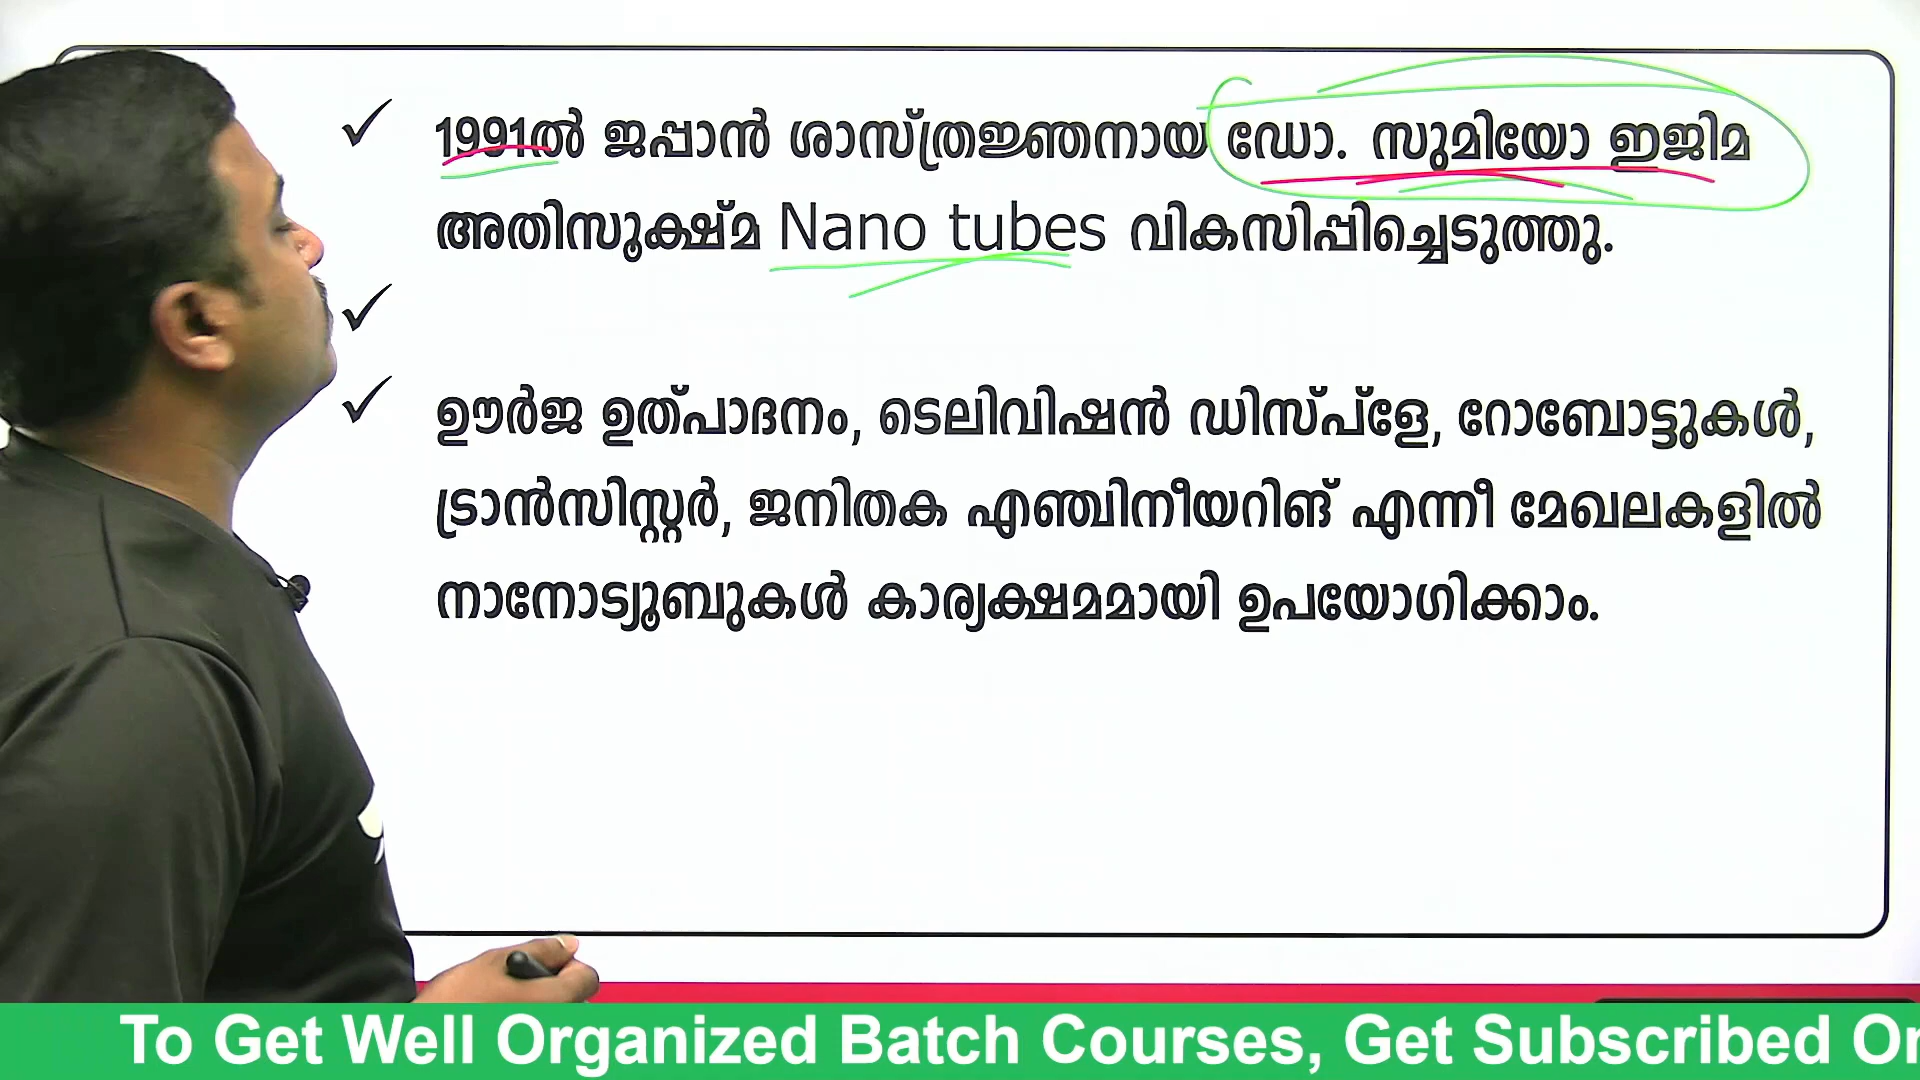 ✓ 1991ൽ ജപ്പാൻ ശാസ്ത്രജ്ഞനായ ഡോ. സുമിയോ ഇജിമ
അതിസൂക്ഷ്മ Nano tubes വികസിപ്പിച്ചെടുത്തു.
✓
✓ ഊർജ ഉത്പാദനം, ടെലിവിഷൻ ഡിസ്പ്ളേ, റോബോട്ടുകൾ,
ട്രാൻസിസ്റ്റർ, ജനിതക എഞ്ചിനീയറിങ് എന്നീ മേഖലകളിൽ
നാനോട്യൂബുകൾ കാര്യക്ഷമമായി ഉപയോഗിക്കാം.
To Get Well Organized Batch Courses, Get Subscribed On